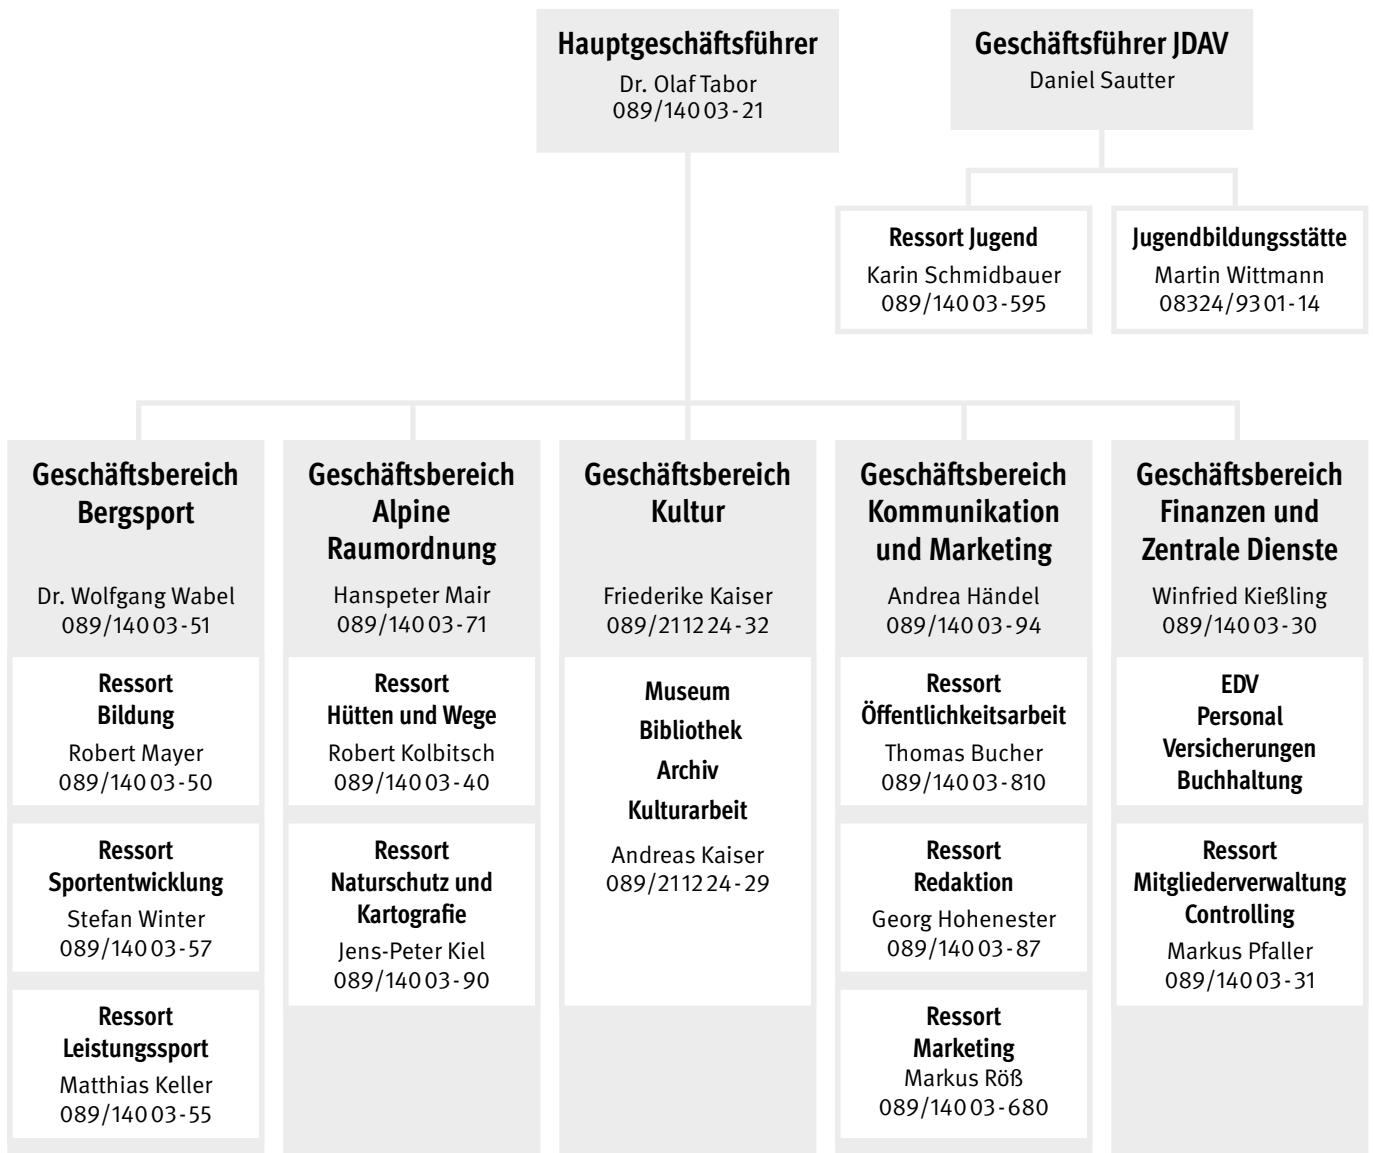 Hauptgeschäftsführer
Dr. Olaf Tabor
089/140 03-21
Geschäftsführer JDAV
Daniel Sautter
Ressort Jugend
Karin Schmidbauer
089/140 03-595
Jugendbildungsstätte
Martin Wittmann
08324/93 01-14
Geschäftsbereich
Bergsport
Dr. Wolfgang Wabel
089/140 03-51
Ressort
Bildung
Robert Mayer
089/140 03-50
Ressort
Sportentwicklung
Stefan Winter
089/140 03-57
Ressort
Leistungssport
Matthias Keller
089/140 03-55
Geschäftsbereich
Alpine
Raumordnung
Hanspeter Mair
089/140 03-71
Ressort
Hütten und Wege
Robert Kolbitsch
089/140 03-40
Ressort
Naturschutz und
Kartografie
Jens-Peter Kiel
089/140 03-90
Geschäftsbereich
Kultur
Friederike Kaiser
089/21 12 24-32
Museum
Bibliothek
Archiv
Kulturarbeit
Andreas Kaiser
089/21 12 24-29
Geschäftsbereich
Kommunikation
und Marketing
Andrea Händel
089/140 03-94
Ressort
Öffentlichkeitsarbeit
Thomas Bucher
089/140 03-810
Ressort
Redaktion
Georg Hohenester
089/140 03-87
Ressort
Marketing
Markus Röß
089/140 03-680
Geschäftsbereich
Finanzen und
Zentrale Dienste
Winfried Kießling
089/140 03-30
EDV
Personal
Versicherungen
Buchhaltung
Ressort
Mitgliederverwaltung
Controlling
Markus Pfaller
089/140 03-31